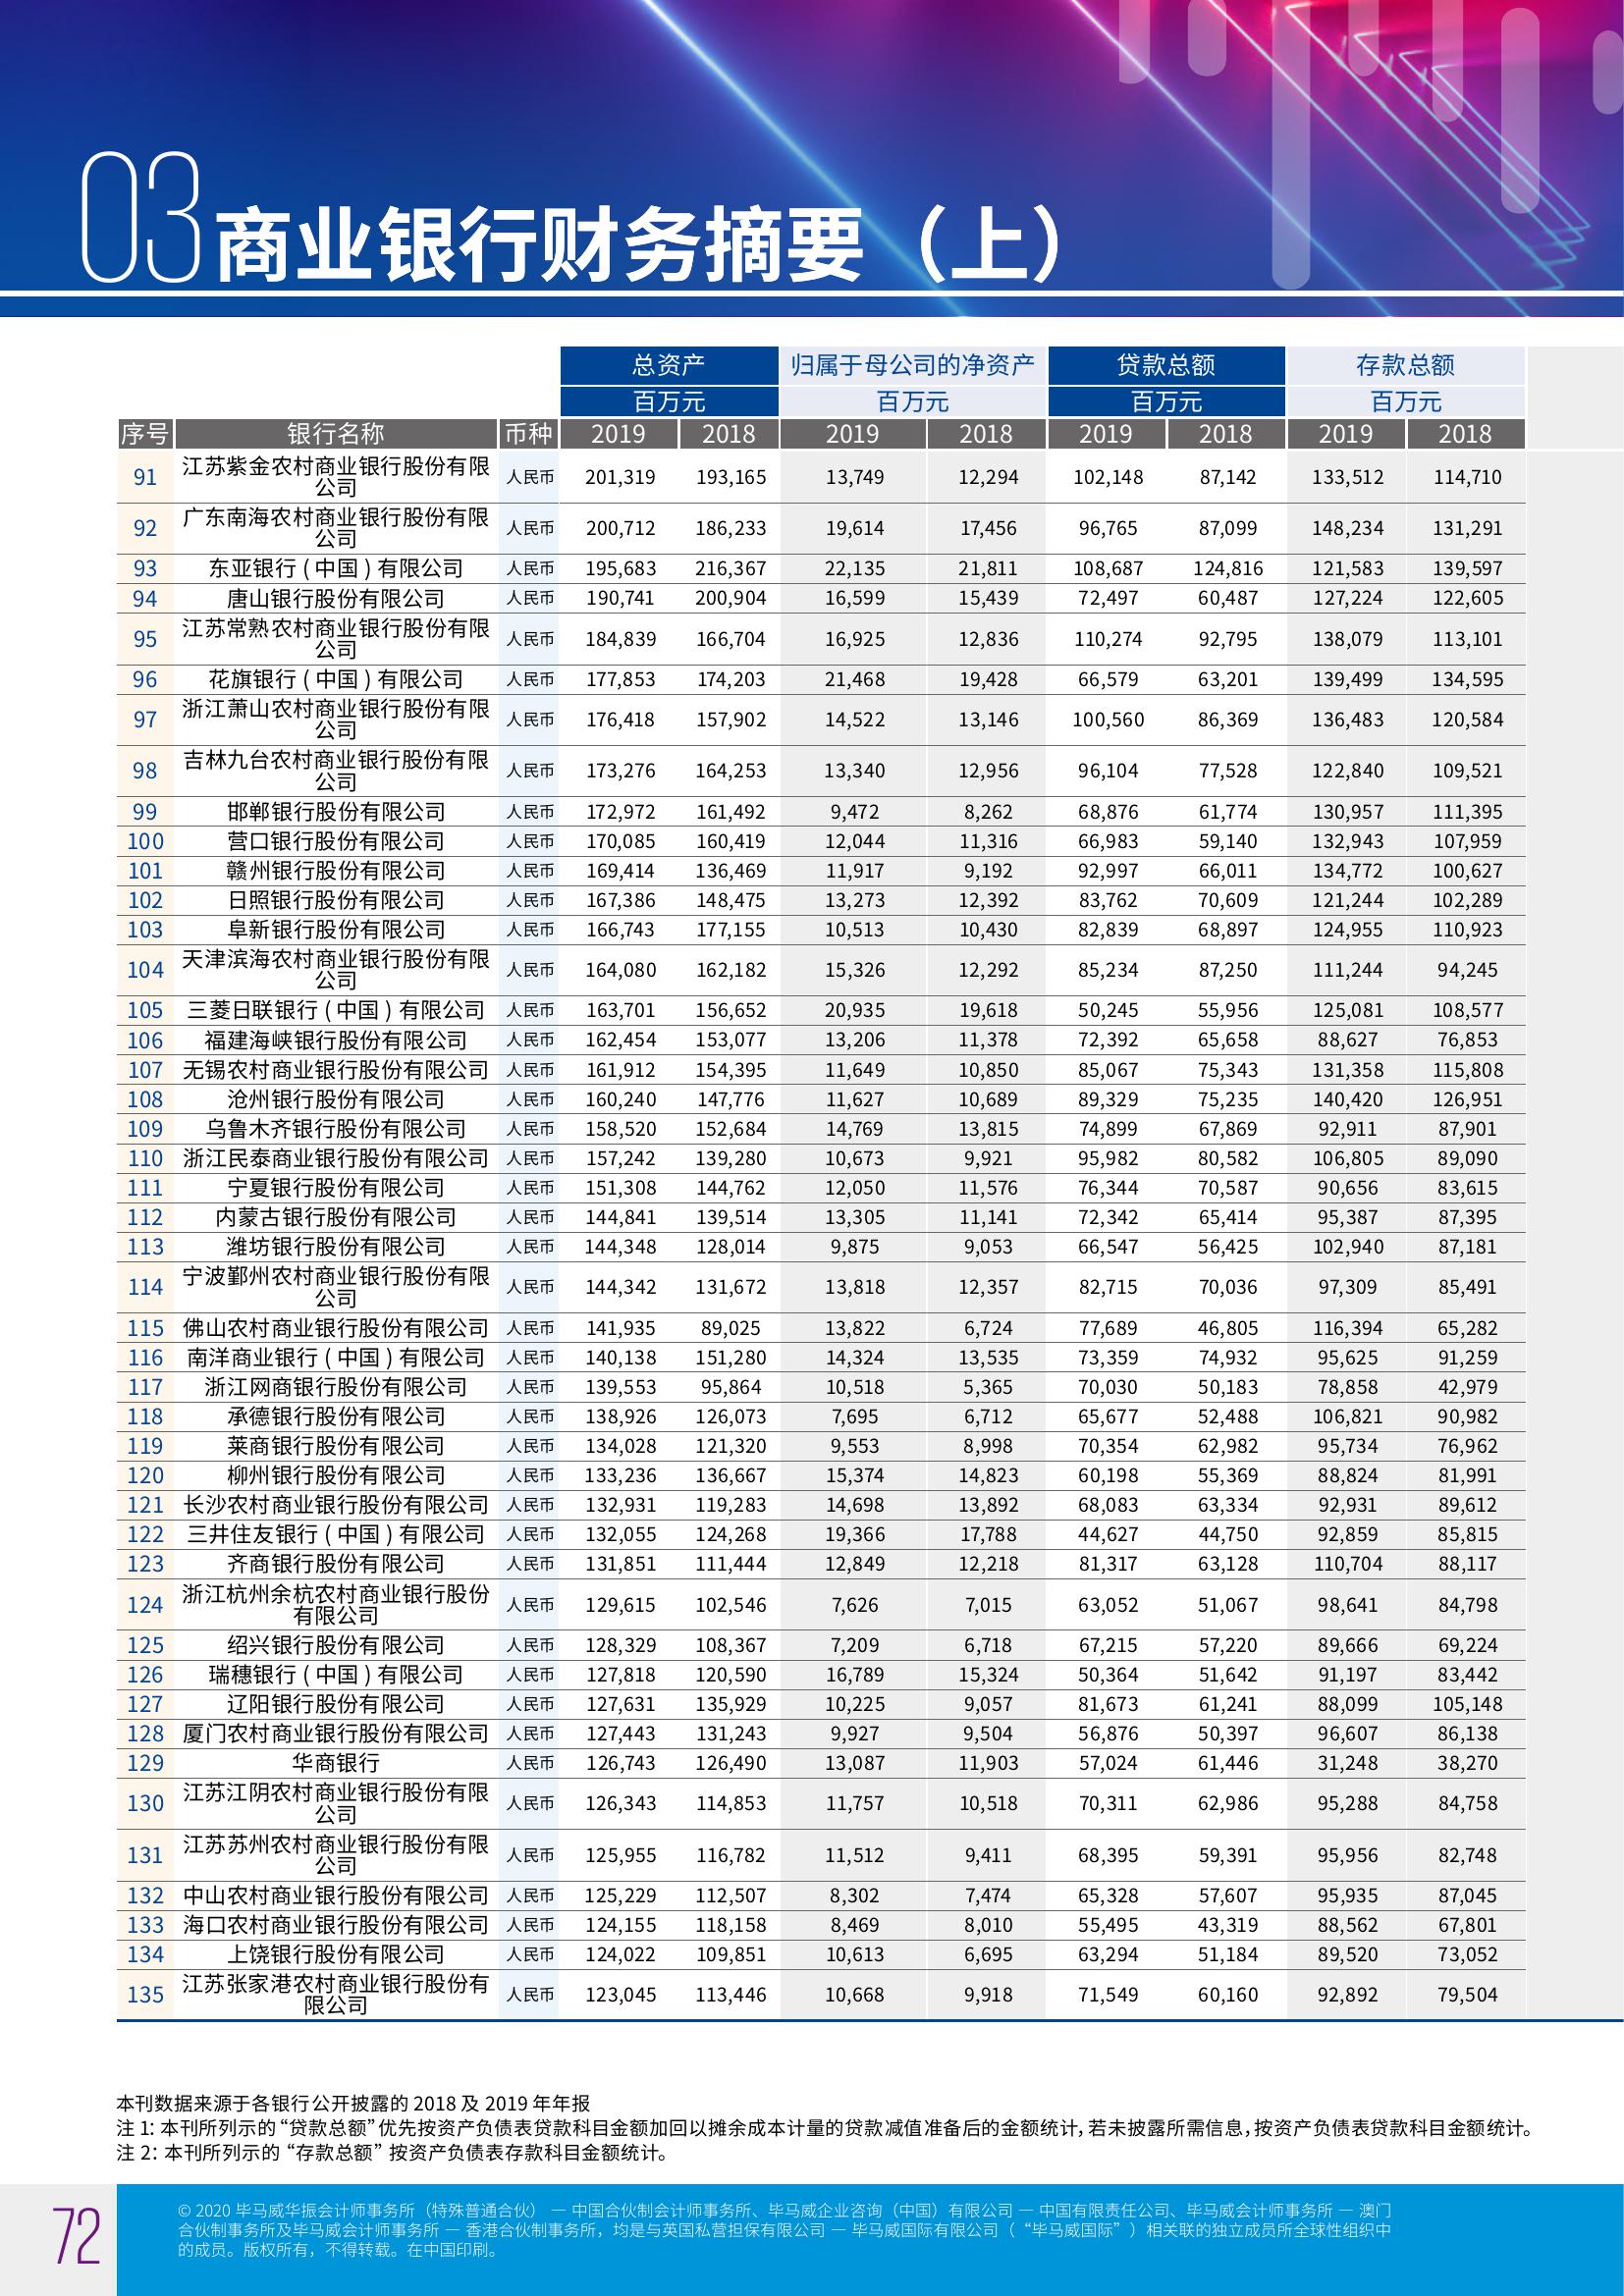 03 商业银行财务摘要（上）
总资产 归属于母公司的净资产 贷款总额 存款总额
百万元 百万元 百万元 百万元
序号 银行名称 币种 2019 2018 2019 2018 2019 2018 2019 2018
91 江苏紫金农村商业银行股份有限
公司 人民币 201,319 193,165 13,749 12,294 102,148 87,142 133,512 114,710
92 广东南海农村商业银行股份有限
公司 人民币 200,712 186,233 19,614 17,456 96,765 87,099 148,234 131,291
93 东亚银行 ( 中国 ) 有限公司 人民币 195,683 216,367 22,135 21,811 108,687 124,816 121,583 139,597
94 唐山银行股份有限公司 人民币 190,741 200,904 16,599 15,439 72,497 60,487 127,224 122,605
95 江苏常熟农村商业银行股份有限
公司 人民币 184,839 166,704 16,925 12,836 110,274 92,795 138,079 113,101
96 花旗银行 ( 中国 ) 有限公司 人民币 177,853 174,203 21,468 19,428 66,579 63,201 139,499 134,595
97 浙江萧山农村商业银行股份有限
公司 人民币 176,418 157,902 14,522 13,146 100,560 86,369 136,483 120,584
98 吉林九台农村商业银行股份有限
公司 人民币 173,276 164,253 13,340 12,956 96,104 77,528 122,840 109,521
99 邯郸银行股份有限公司 人民币 172,972 161,492 9,472 8,262 68,876 61,774 130,957 111,395
100 营口银行股份有限公司 人民币 170,085 160,419 12,044 11,316 66,983 59,140 132,943 107,959
101 赣州银行股份有限公司 人民币 169,414 136,469 11,917 9,192 92,997 66,011 134,772 100,627
102 日照银行股份有限公司 人民币 167,386 148,475 13,273 12,392 83,762 70,609 121,244 102,289
103 阜新银行股份有限公司 人民币 166,743 177,155 10,513 10,430 82,839 68,897 124,955 110,923
104 天津滨海农村商业银行股份有限
公司 人民币 164,080 162,182 15,326 12,292 85,234 87,250 111,244 94,245
105 三菱日联银行 ( 中国 ) 有限公司 人民币 163,701 156,652 20,935 19,618 50,245 55,956 125,081 108,577
106 福建海峡银行股份有限公司 人民币 162,454 153,077 13,206 11,378 72,392 65,658 88,627 76,853
107 无锡农村商业银行股份有限公司 人民币 161,912 154,395 11,649 10,850 85,067 75,343 131,358 115,808
108 沧州银行股份有限公司 人民币 160,240 147,776 11,627 10,689 89,329 75,235 140,420 126,951
109 乌鲁木齐银行股份有限公司 人民币 158,520 152,684 14,769 13,815 74,899 67,869 92,911 87,901
110 浙江民泰商业银行股份有限公司 人民币 157,242 139,280 10,673 9,921 95,982 80,582 106,805 89,090
111 宁夏银行股份有限公司 人民币 151,308 144,762 12,050 11,576 76,344 70,587 90,656 83,615
112 内蒙古银行股份有限公司 人民币 144,841 139,514 13,305 11,141 72,342 65,414 95,387 87,395
113 潍坊银行股份有限公司 人民币 144,348 128,014 9,875 9,053 66,547 56,425 102,940 87,181
114 宁波鄞州农村商业银行股份有限
公司 人民币 144,342 131,672 13,818 12,357 82,715 70,036 97,309 85,491
115 佛山农村商业银行股份有限公司 人民币 141,935 89,025 13,822 6,724 77,689 46,805 116,394 65,282
116 南洋商业银行 ( 中国 ) 有限公司 人民币 140,138 151,280 14,324 13,535 73,359 74,932 95,625 91,259
117 浙江网商银行股份有限公司 人民币 139,553 95,864 10,518 5,365 70,030 50,183 78,858 42,979
118 承德银行股份有限公司 人民币 138,926 126,073 7,695 6,712 65,677 52,488 106,821 90,982
119 莱商银行股份有限公司 人民币 134,028 121,320 9,553 8,998 70,354 62,982 95,734 76,962
120 柳州银行股份有限公司 人民币 133,236 136,667 15,374 14,823 60,198 55,369 88,824 81,991
121 长沙农村商业银行股份有限公司 人民币 132,931 119,283 14,698 13,892 68,083 63,334 92,931 89,612
122 三井住友银行 ( 中国 ) 有限公司 人民币 132,055 124,268 19,366 17,788 44,627 44,750 92,859 85,815
123 齐商银行股份有限公司 人民币 131,851 111,444 12,849 12,218 81,317 63,128 110,704 88,117
124 浙江杭州余杭农村商业银行股份
有限公司 人民币 129,615 102,546 7,626 7,015 63,052 51,067 98,641 84,798
125 绍兴银行股份有限公司 人民币 128,329 108,367 7,209 6,718 67,215 57,220 89,666 69,224
126 瑞穗银行 ( 中国 ) 有限公司 人民币 127,818 120,590 16,789 15,324 50,364 51,642 91,197 83,442
127 辽阳银行股份有限公司 人民币 127,631 135,929 10,225 9,057 81,673 61,241 88,099 105,148
128 厦门农村商业银行股份有限公司 人民币 127,443 131,243 9,927 9,504 56,876 50,397 96,607 86,138
129 华商银行 人民币 126,743 126,490 13,087 11,903 57,024 61,446 31,248 38,270
130 江苏江阴农村商业银行股份有限
公司 人民币 126,343 114,853 11,757 10,518 70,311 62,986 95,288 84,758
131 江苏苏州农村商业银行股份有限
公司 人民币 125,955 116,782 11,512 9,411 68,395 59,391 95,956 82,748
132 中山农村商业银行股份有限公司 人民币 125,229 112,507 8,302 7,474 65,328 57,607 95,935 87,045
133 海口农村商业银行股份有限公司 人民币 124,155 118,158 8,469 8,010 55,495 43,319 88,562 67,801
134 上饶银行股份有限公司 人民币 124,022 109,851 10,613 6,695 63,294 51,184 89,520 73,052
135 江苏张家港农村商业银行股份有
限公司 人民币 123,045 113,446 10,668 9,918 71,549 60,160 92,892 79,504
本刊数据来源于各银行公开披露的 2018 及 2019 年年报
注 1: 本刊所列示的 “贷款总额” 优先按资产负债表贷款科目金额加回以摊余成本计量的贷款减值准备后的金额统计，若未披露所需信息，按资产负债表贷款科目金额统计。
注 2: 本刊所列示的 “存款总额” 按资产负债表存款科目金额统计。
72
© 2020 毕马威华振会计师事务所（特殊普通合伙） — 中国合伙制会计师事务所、毕马威企业咨询（中国）有限公司 — 中国有限责任公司、毕马威会计师事务所 — 澳门
合伙制事务所及毕马威会计师事务所 — 香港合伙制事务所，均是与英国私营担保有限公司 — 毕马威国际有限公司（ “毕马威国际” ）相关联的独立成员所全球性组织中
的成员。版权所有，不得转载。在中国印刷。